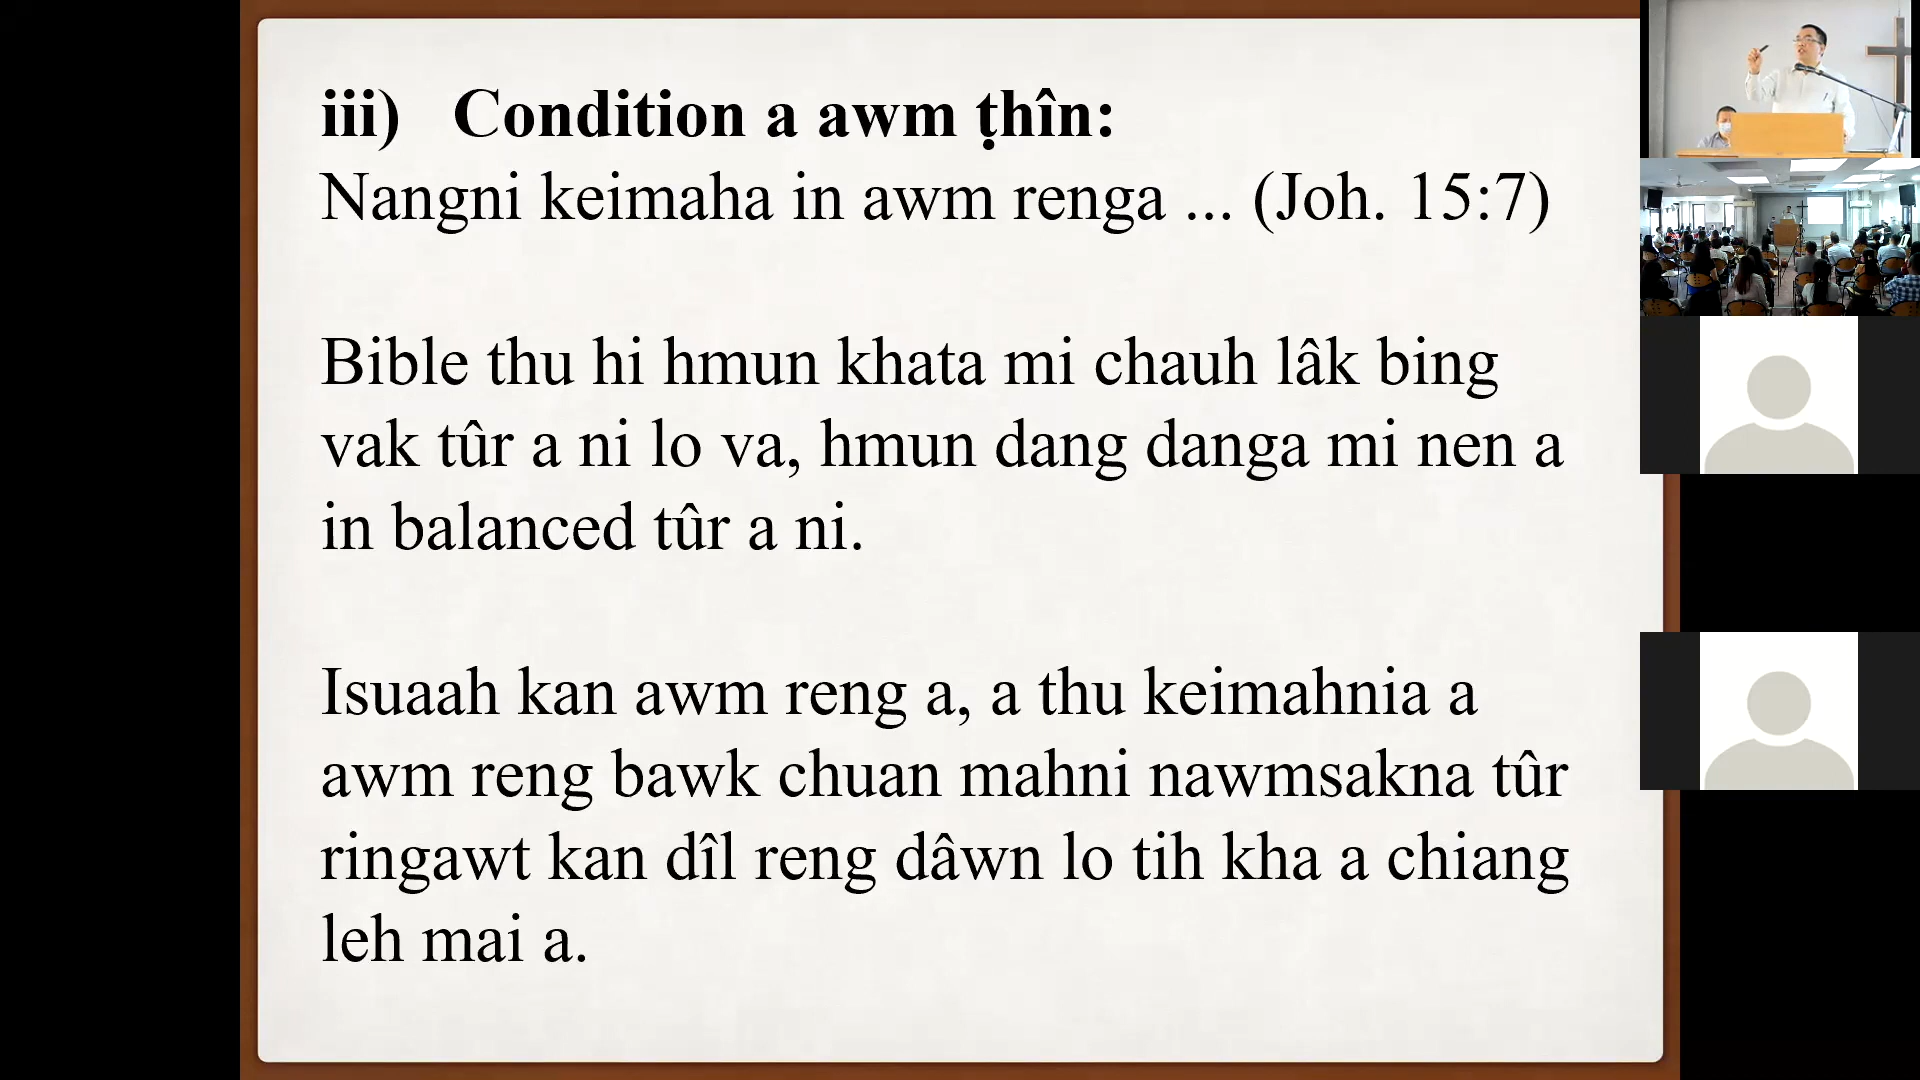 iii) Condition a awm ṭhîn:
Nangni keimaha in awm renga ... (Joh. 15:7)
Bible thu hi hmun khata mi chauh lâk bing
vak tûr a ni lo va, hmun dang danga mi nen a
in balanced tûr a ni.
Isuaah kan awm reng a, a thu keimahnia a
awm reng bawk chuan mahni nawmsakna tûr
ringawt kan dîl reng dâwn lo tih kha a chiang
leh mai a.